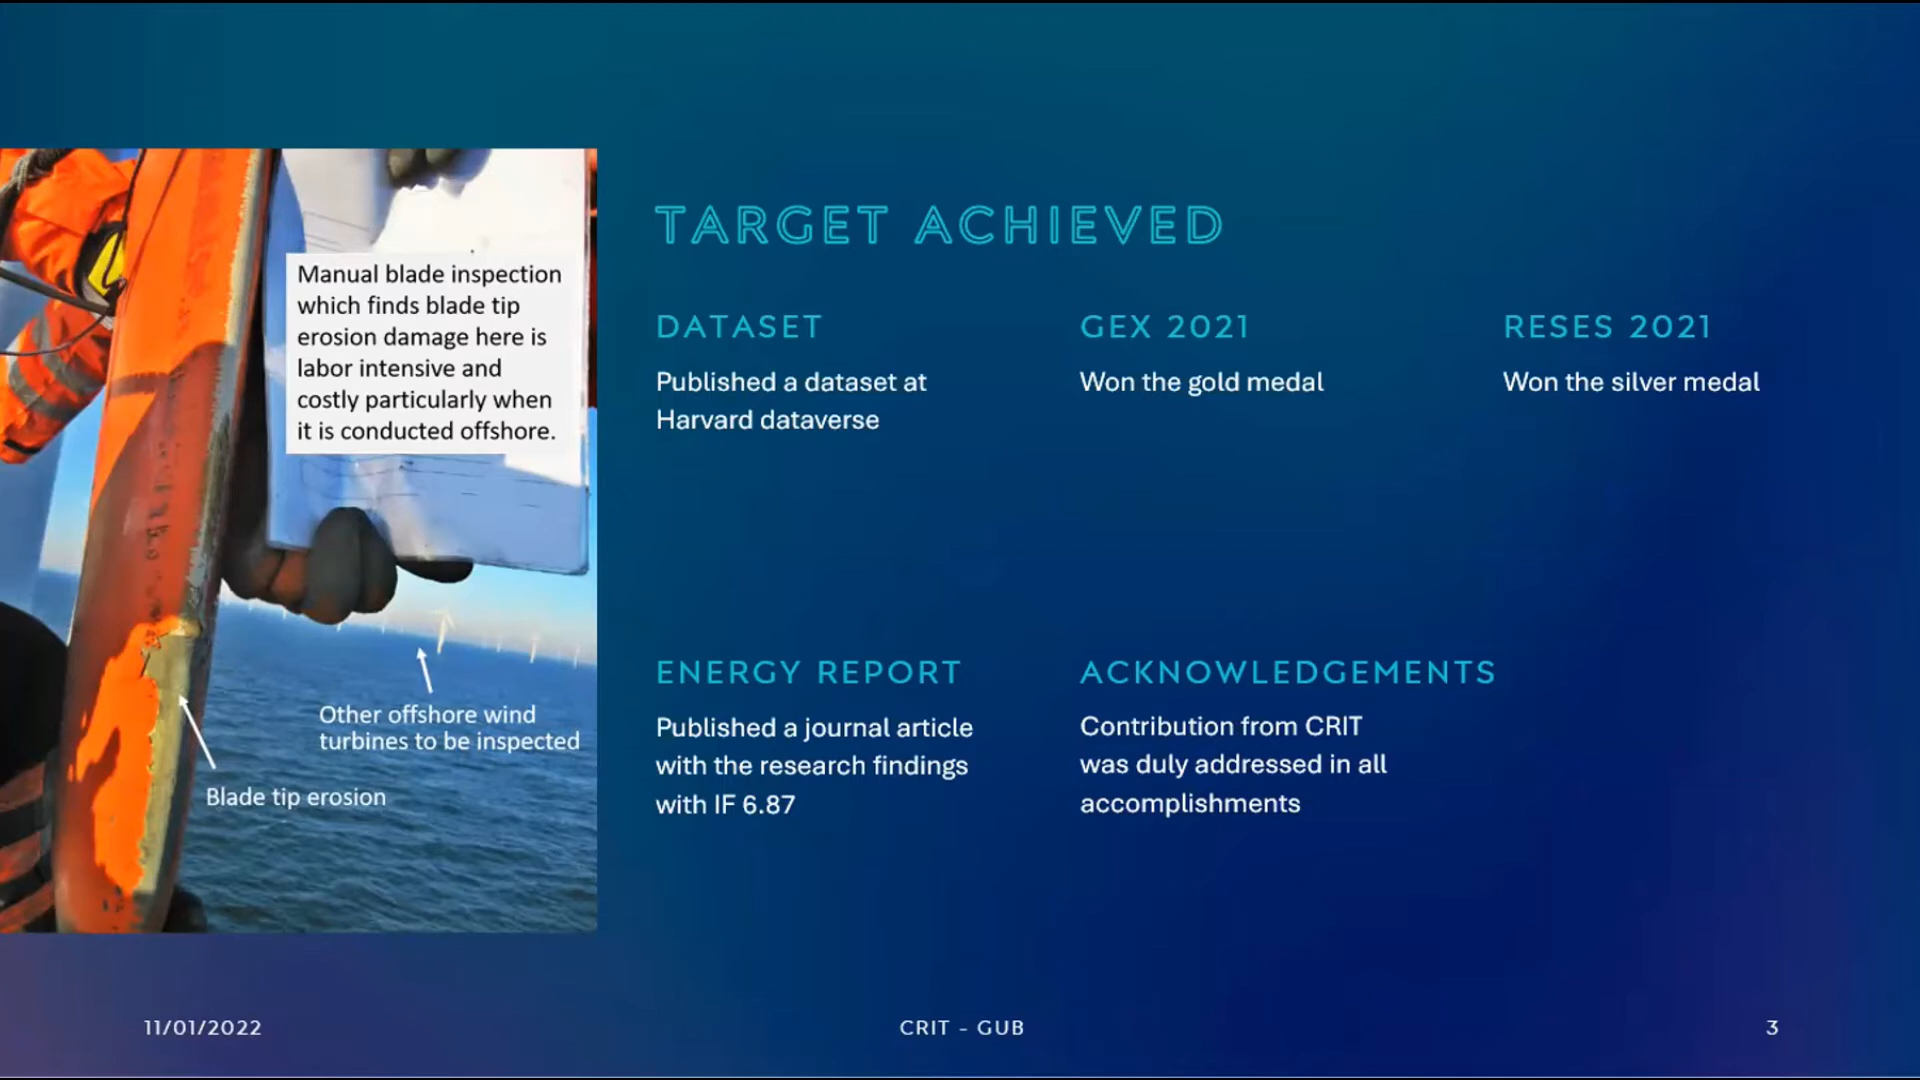 Manual blade inspection
which finds blade tip
erosion damage here is
labor intensive and
costly particularly when
it is conducted offshore.
Other offshore wind
turbines to be inspected
Blade tip erosion
TARGET ACHIEVED
DATASET
Published a dataset at
Harvard dataverse
GEX 2021
Won the gold medal
RESES 2021
Won the silver medal
ENERGY REPORT
Published a journal article
with the research findings
with IF 6.87
ACKNOWLEDGEMENTS
Contribution from CRIT
was duly addressed in all
accomplishments
11/01/2022
CRIT - GUB
3